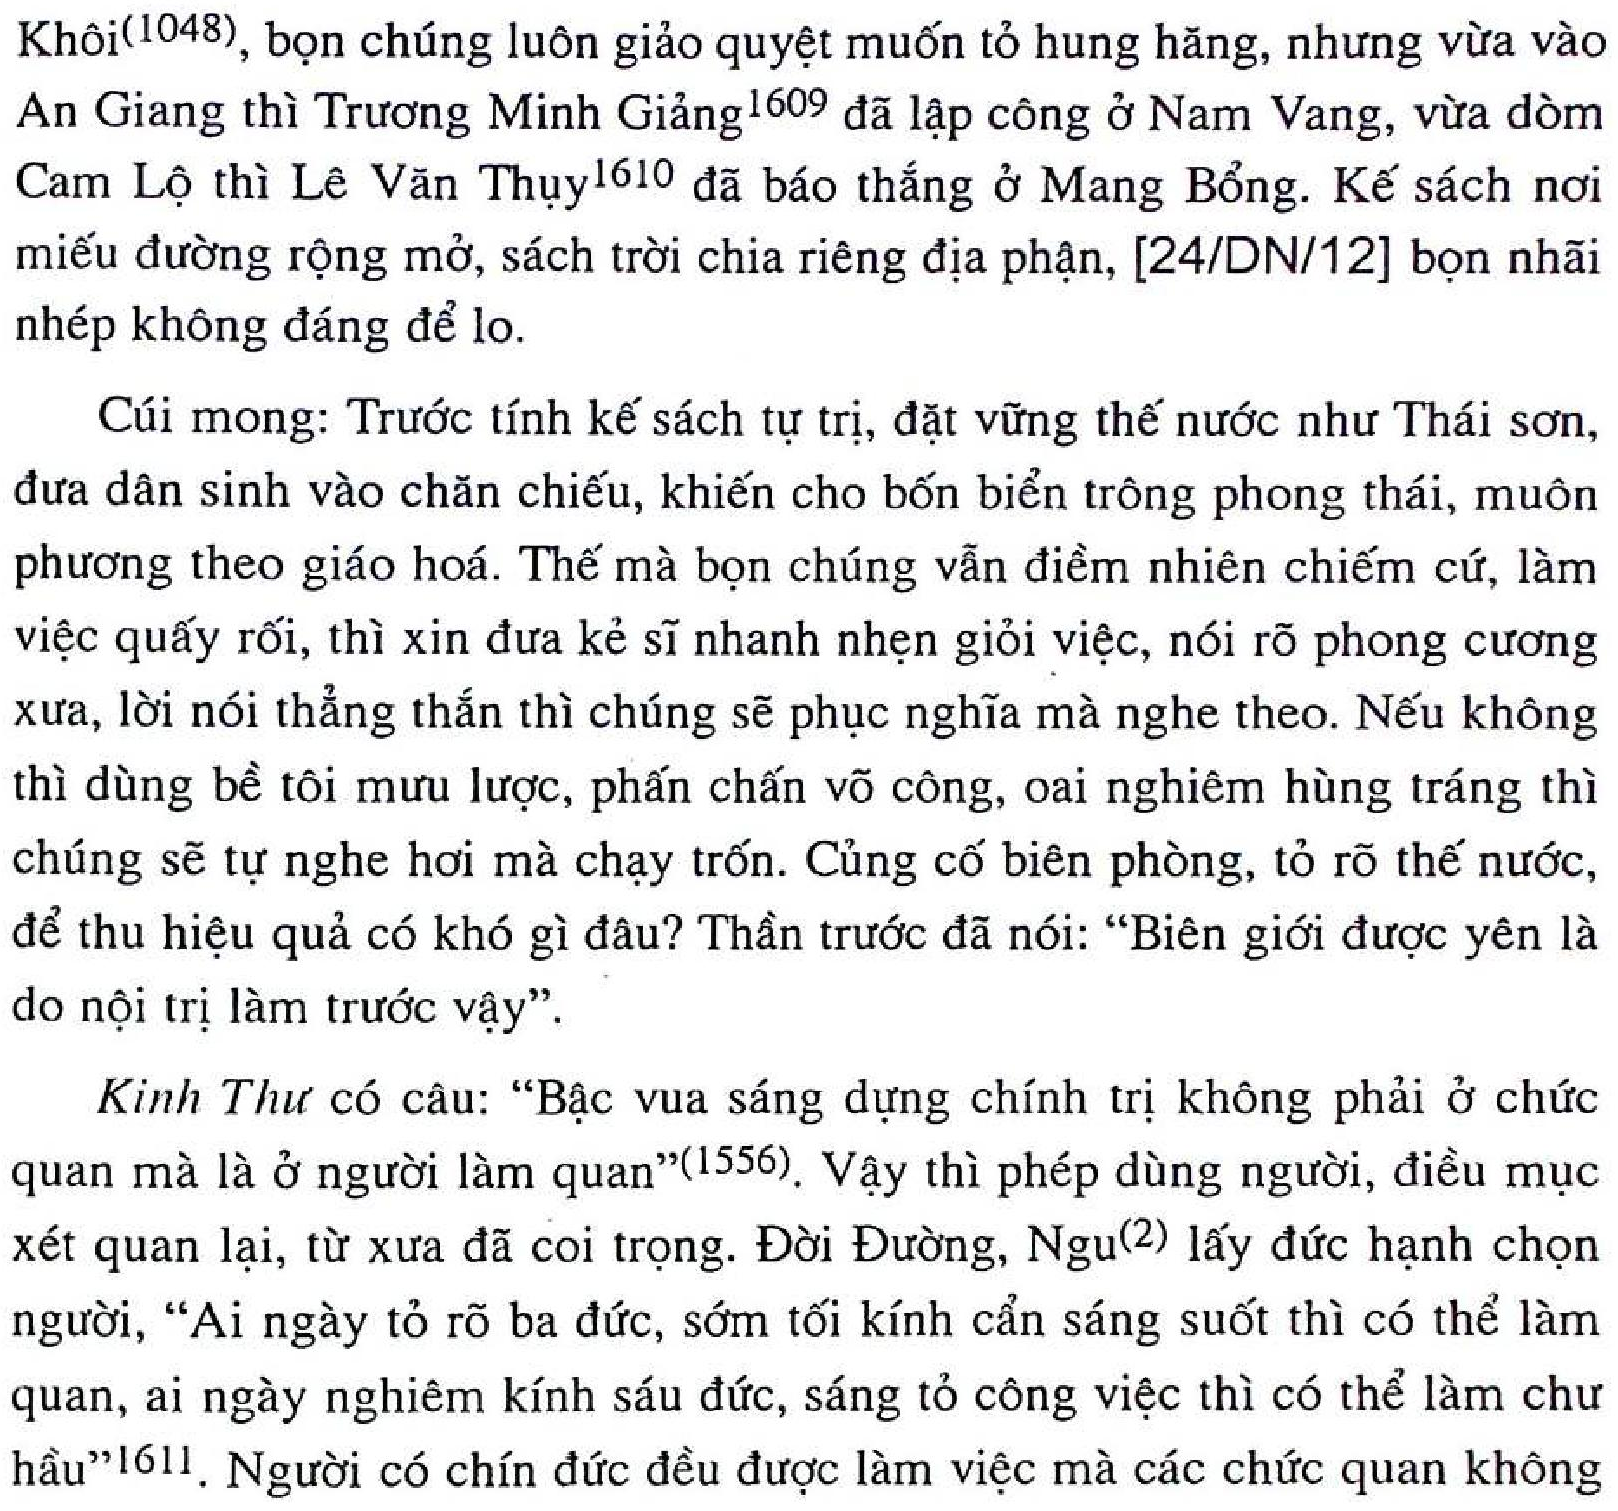 Khôi(1048), bọn chúng luôn giảo quyệt muốn tỏ hung hăng, nhưng vừa vào
An Giang thì Trương Minh Giảng1609 đã lập công ở Nam Vang, vừa dòm
Cam Lộ thì Lê Văn Thụy1610 đã báo thắng ở Mang Bổng. Kế sách nơi
miếu đường rộng mở, sách trời chia riêng địa phận, [24/DN/12] bọn nhãi
nhép không đáng để lo.
Cúi mong: Trước tính kế sách tự trị, đặt vững thế nước như Thái sơn,
đưa dân sinh vào chăn chiếu, khiến cho bốn biển trông phong thái, muôn
phương theo giáo hoá. Thế mà bọn chúng vẫn điềm nhiên chiếm cứ, làm
việc quấy rối, thì xin đưa kẻ sĩ nhanh nhẹn giỏi việc, nói rõ phong cương
xưa, lời nói thẳng thắn thì chúng sẽ phục nghĩa mà nghe theo. Nếu không
thì dùng bề tôi mưu lược, phấn chấn võ công, oai nghiêm hùng tráng thì
chúng sẽ tự nghe hơi mà chạy trốn. Củng cố biên phòng, tỏ rõ thế nước,
để thu hiệu quả có khó gì đâu? Thần trước đã nói: “Biên giới được yên là
do nội trị làm trước vậy”.
Kinh Thư có câu: “Bậc vua sáng dựng chính trị không phải ở chức
quan mà là ở người làm quan”(1556). Vậy thì phép dùng người, điều mục
xét quan lại, từ xưa đã coi trọng. Đời Đường, Ngu(2) lấy đức hạnh chọn
người, “Ai ngày tỏ rõ ba đức, sớm tối kính cẩn sáng suốt thì có thể làm
quan, ai ngày nghiêm kính sáu đức, sáng tỏ công việc thì có thể làm chư
hầu”1611. Người có chín đức đều được làm việc mà các chức quan không